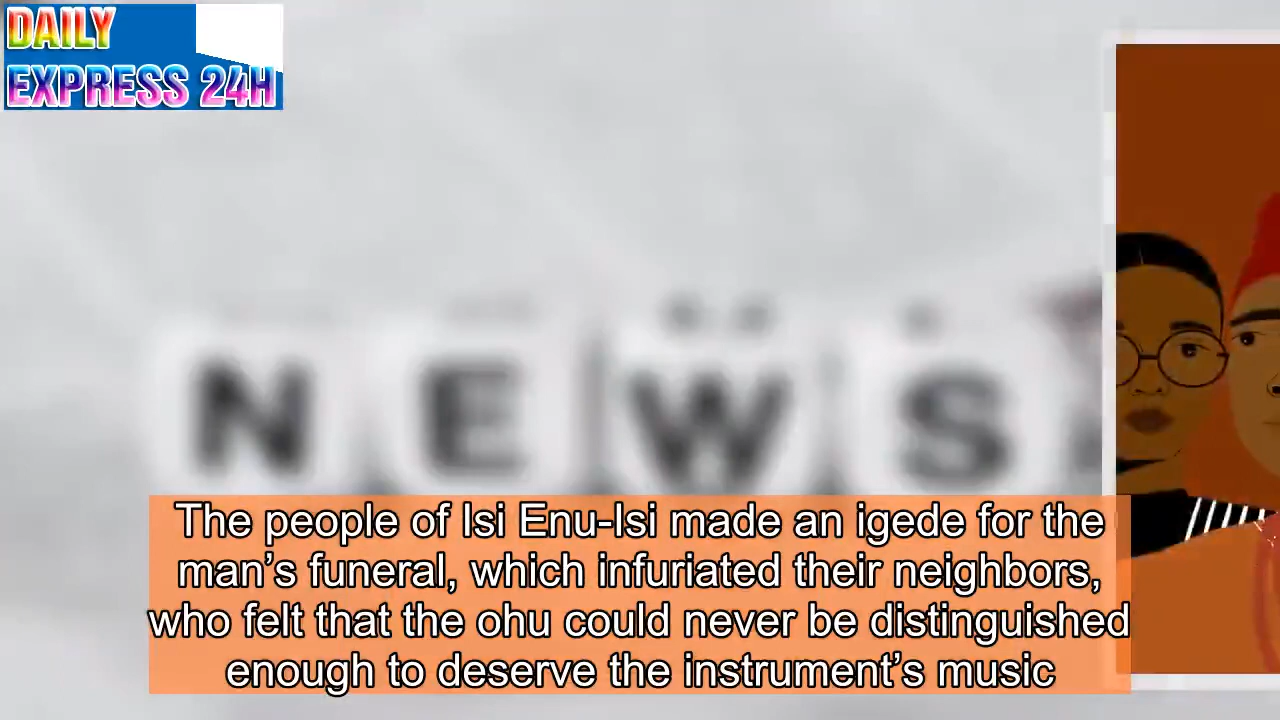 DAILY
EXPRESS 24H
NEWS
The people of Isi Enu-Isi made an igede for the
man’s funeral, which infuriated their neighbors,
who felt that the ohu could never be distinguished
enough to deserve the instrument’s music